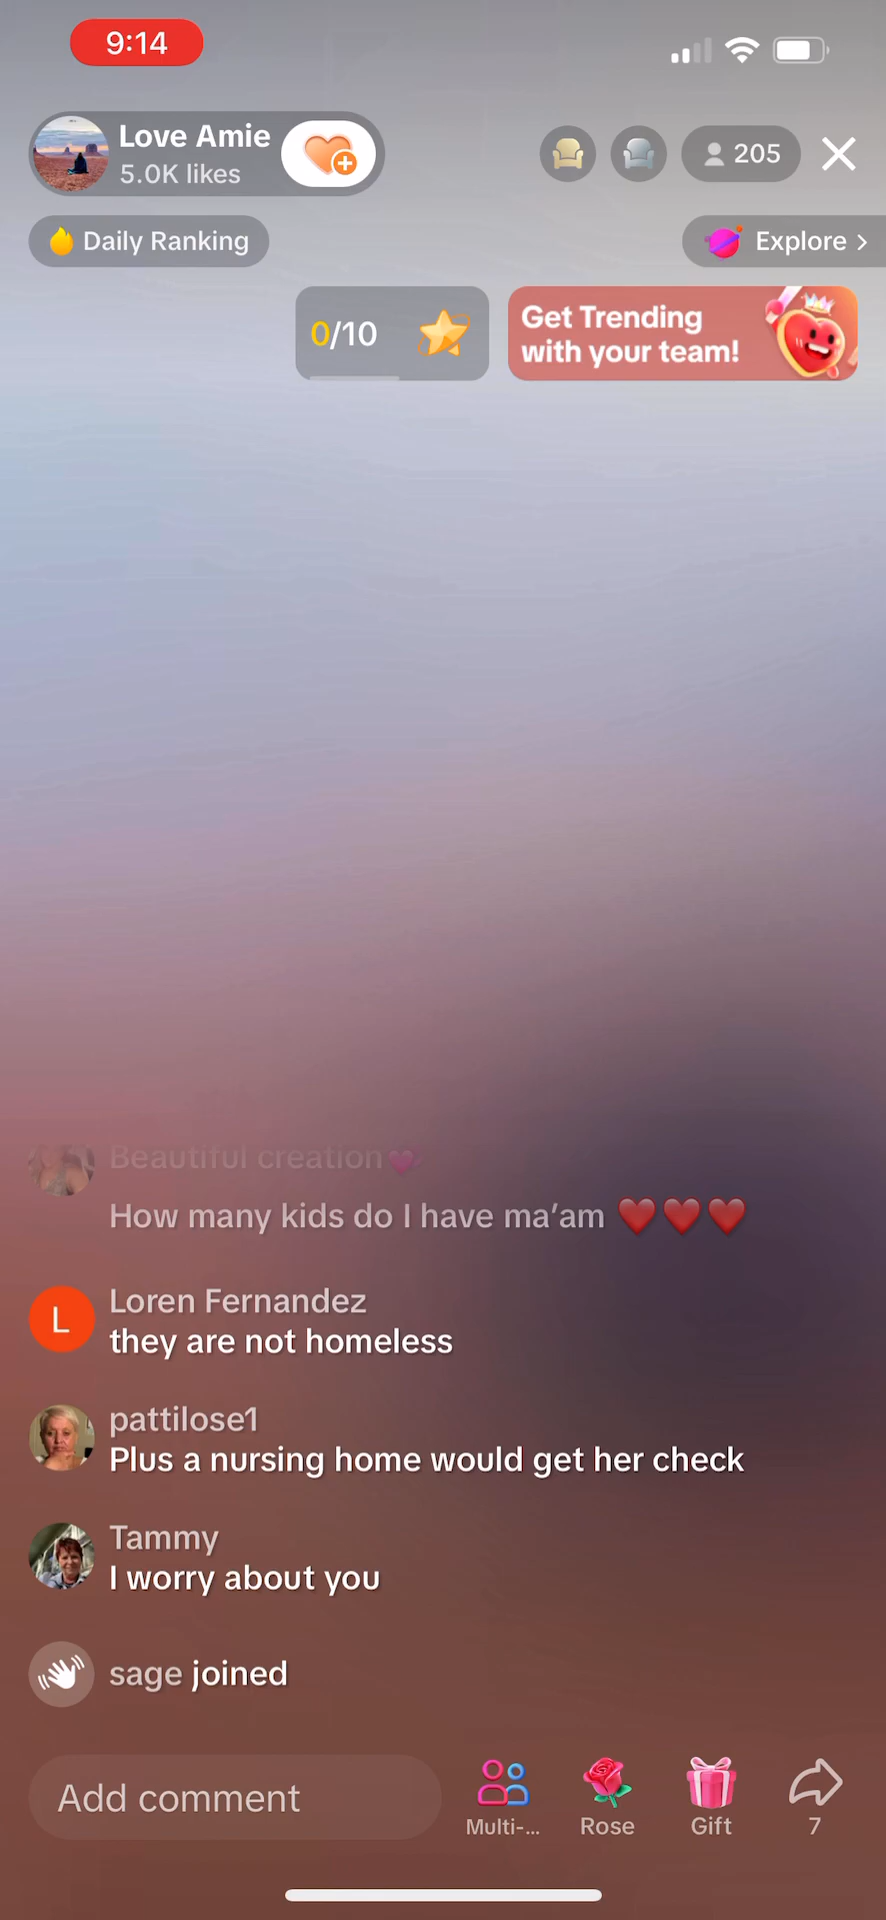 9:14
Love Amie
5.0K likes
205
Daily Ranking
Explore >
0/10
Get Trending
with your team!
Beautiful creation💕
How many kids do I have ma'am ❤️❤️❤️
L
Loren Fernandez
they are not homeless
pattilose1
Plus a nursing home would get her check
Tammy
I worry about you
sage joined
Add comment
Multi-...
Rose
Gift
7